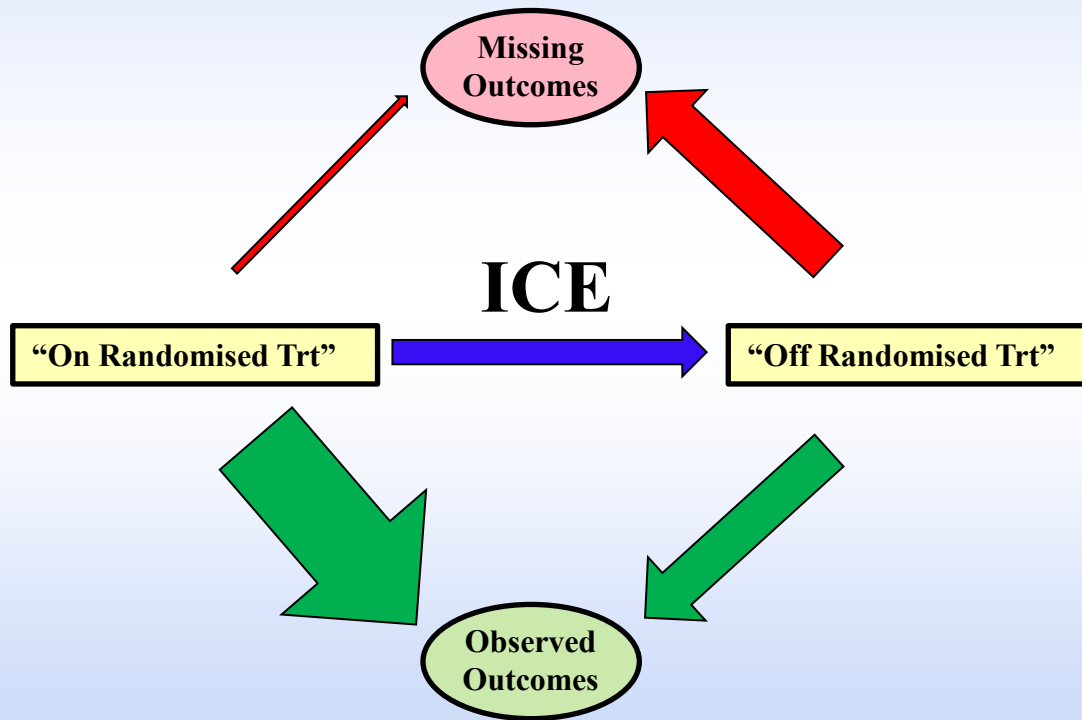 Missing
Outcomes
ICE
“On Randomised Trt”
“Off Randomised Trt”
Observed
Outcomes